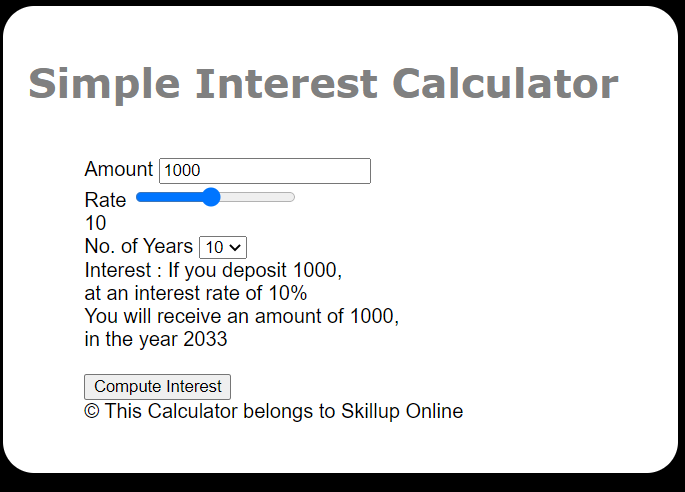 Simple Interest Calculator
Amount 1000
Rate
10
No. of Years 10
Interest : If you deposit 1000,
at an interest rate of 10%
You will receive an amount of 1000,
in the year 2033
Compute Interest
© This Calculator belongs to Skillup Online